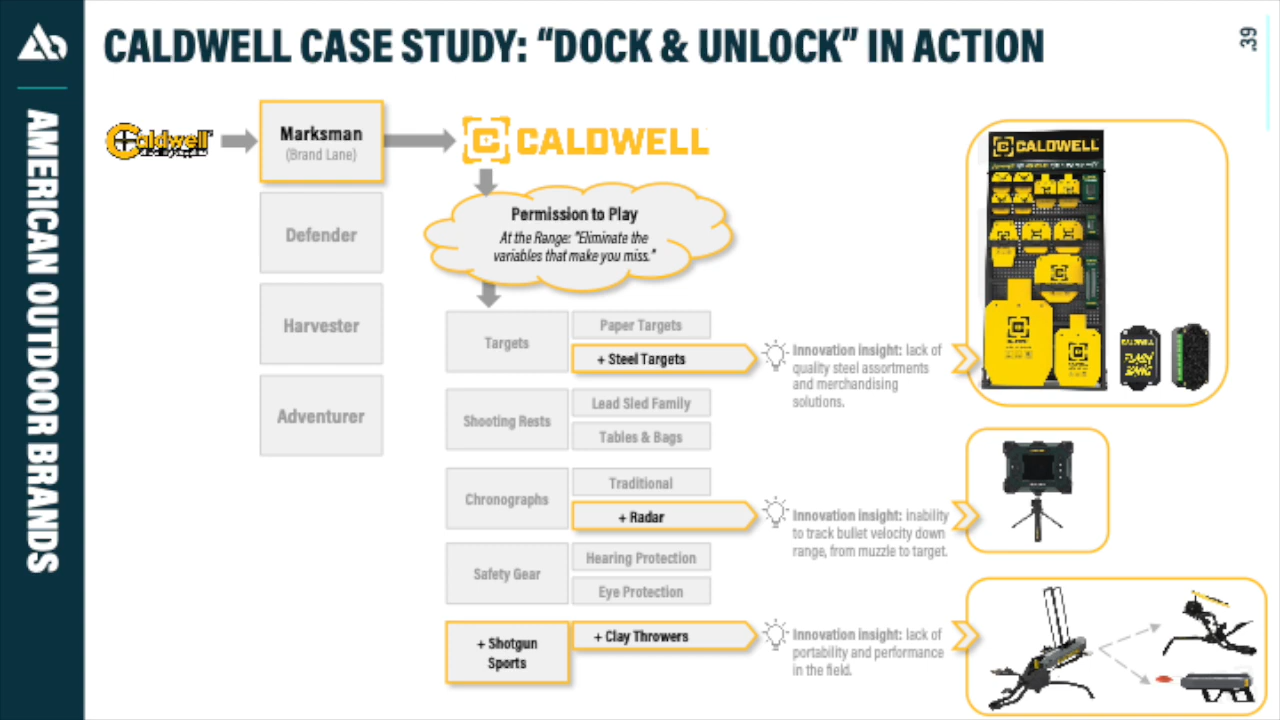 CALDWELL CASE STUDY: “DOCK & UNLOCK” IN ACTION
.39
AMERICAN OUTDOOR BRANDS
Caldwell
Marksman
(Brand Lane)
CALDWELL
Defender
Harvester
Adventurer
Permission to Play
At the Range: “Eliminate the
variables that make you miss.”
Targets
Paper Targets
+ Steel Targets
Innovation insight: lack of
quality steel assortments
and merchandising
solutions.
Shooting Rests
Lead Sled Family
Tables & Bags
Chronographs
Traditional
+ Radar
Innovation insight: inability
to track bullet velocity down
range, from muzzle to target.
Safety Gear
Hearing Protection
Eye Protection
+ Shotgun
Sports
+ Clay Throwers
Innovation insight: lack of
portability and performance
in the field.
CALDWELL
CALDWELL
FLASH
BANG